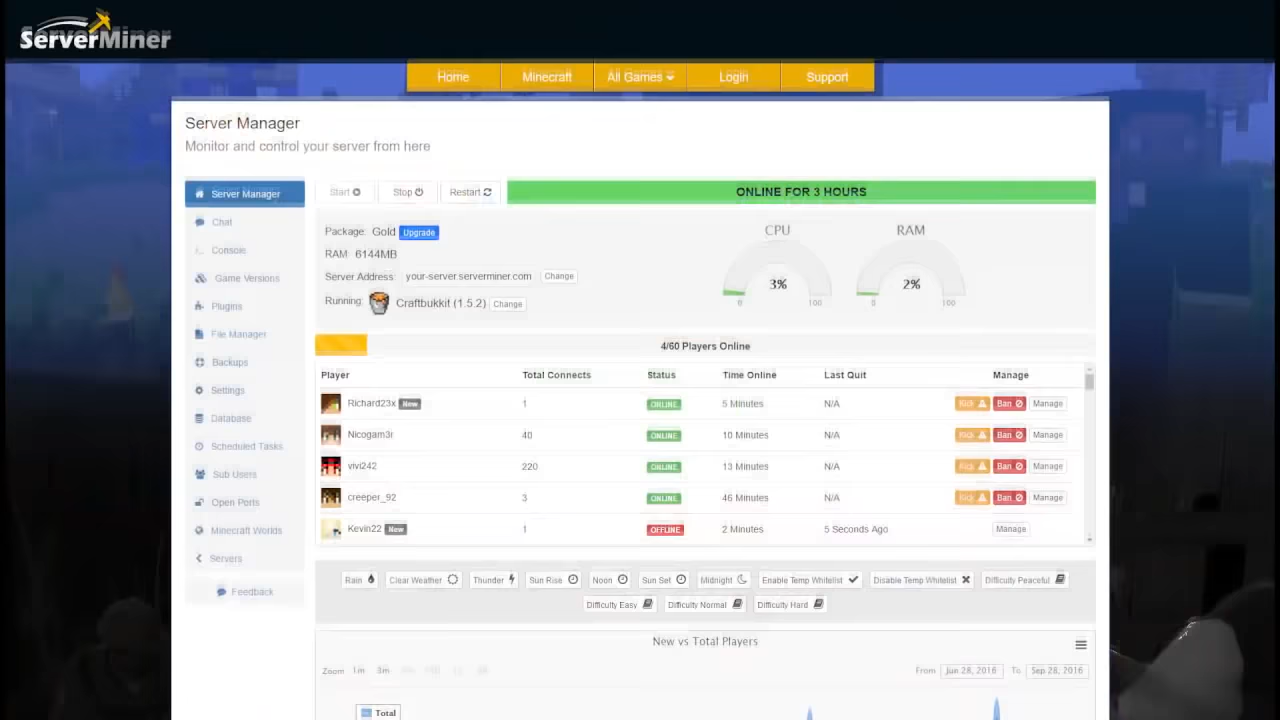 ServerMiner
Home Minecraft All Games Login Support
Server Manager
Monitor and control your server from here
Server Manager
Chat
Console
Game Versions
Plugins
File Manager
Backups
Settings
Database
Scheduled Tasks
Sub Users
Open Ports
Minecraft Worlds
Servers
Feedback
Start Stop Restart ONLINE FOR 3 HOURS
Package: Gold Upgrade
RAM 6144MB
Server Address: your-server.serverminer.com Change
Running: Craftbukkit (1.5.2) Change
CPU RAM
3% 2%
0 100 0 100
4/60 Players Online
Player Total Connects Status Time Online Last Quit Manage
Richard23x New 1 ONLINE 5 Minutes N/A Kick Ban Manage
Nicogam3r 40 ONLINE 10 Minutes N/A Kick Ban Manage
vivi242 220 ONLINE 13 Minutes N/A Kick Ban Manage
creeper_92 3 ONLINE 46 Minutes N/A Kick Ban Manage
Kevin22 New 1 OFFLINE 2 Minutes 5 Seconds Ago Manage
Rain Clear Weather Thunder Sun Rise Noon Sun Set Midnight Enable Temp Whitelist Disable Temp Whitelist Difficulty Peaceful
Difficulty Easy Difficulty Normal Difficulty Hard
New vs Total Players
Zoom 1m 3m From Jun 28, 2016 To Sep 28, 2016
Total